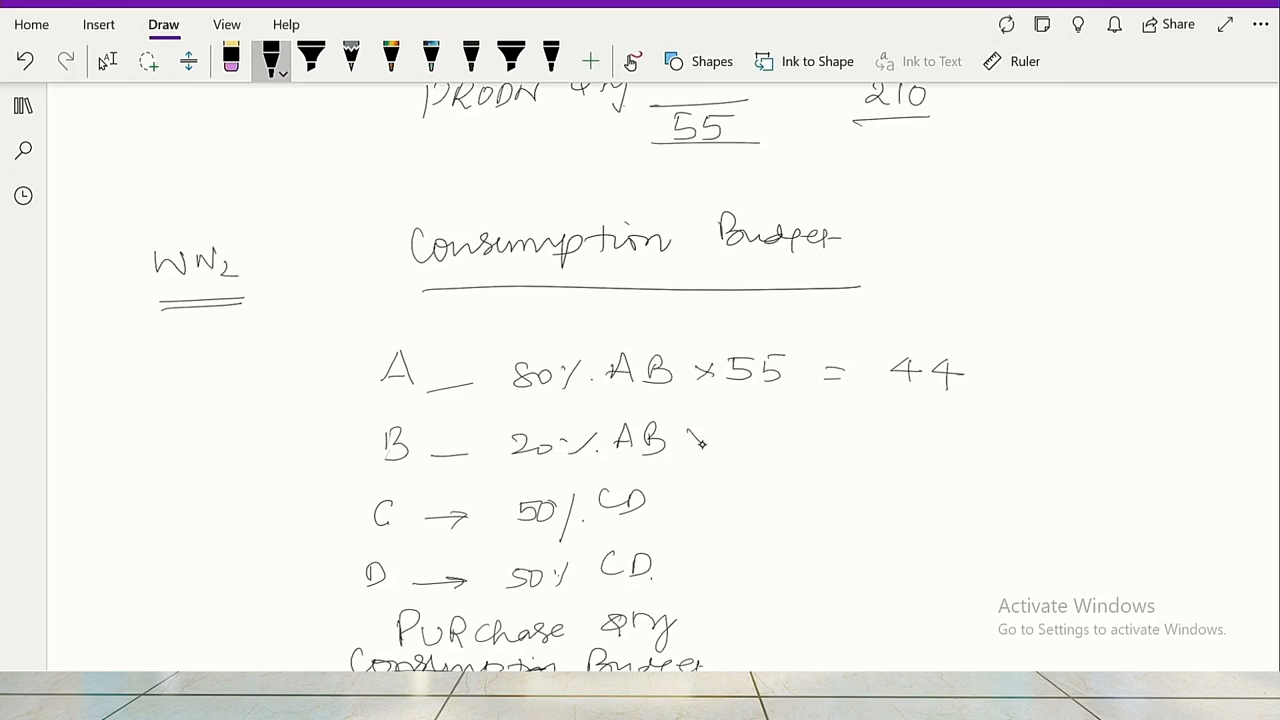 Home Insert Draw View Help Share
Shapes Ink to Shape Ink to Text Ruler
PRODN Qty 210
55
WN2 Consumption Budget
A — 80%. AB × 55 = 44
B — 20%. AB ×
C → 50%. CD
D → 50% CD.
Activate Windows
Go to Settings to activate Windows.
PURchase Qty
Consumption Budget